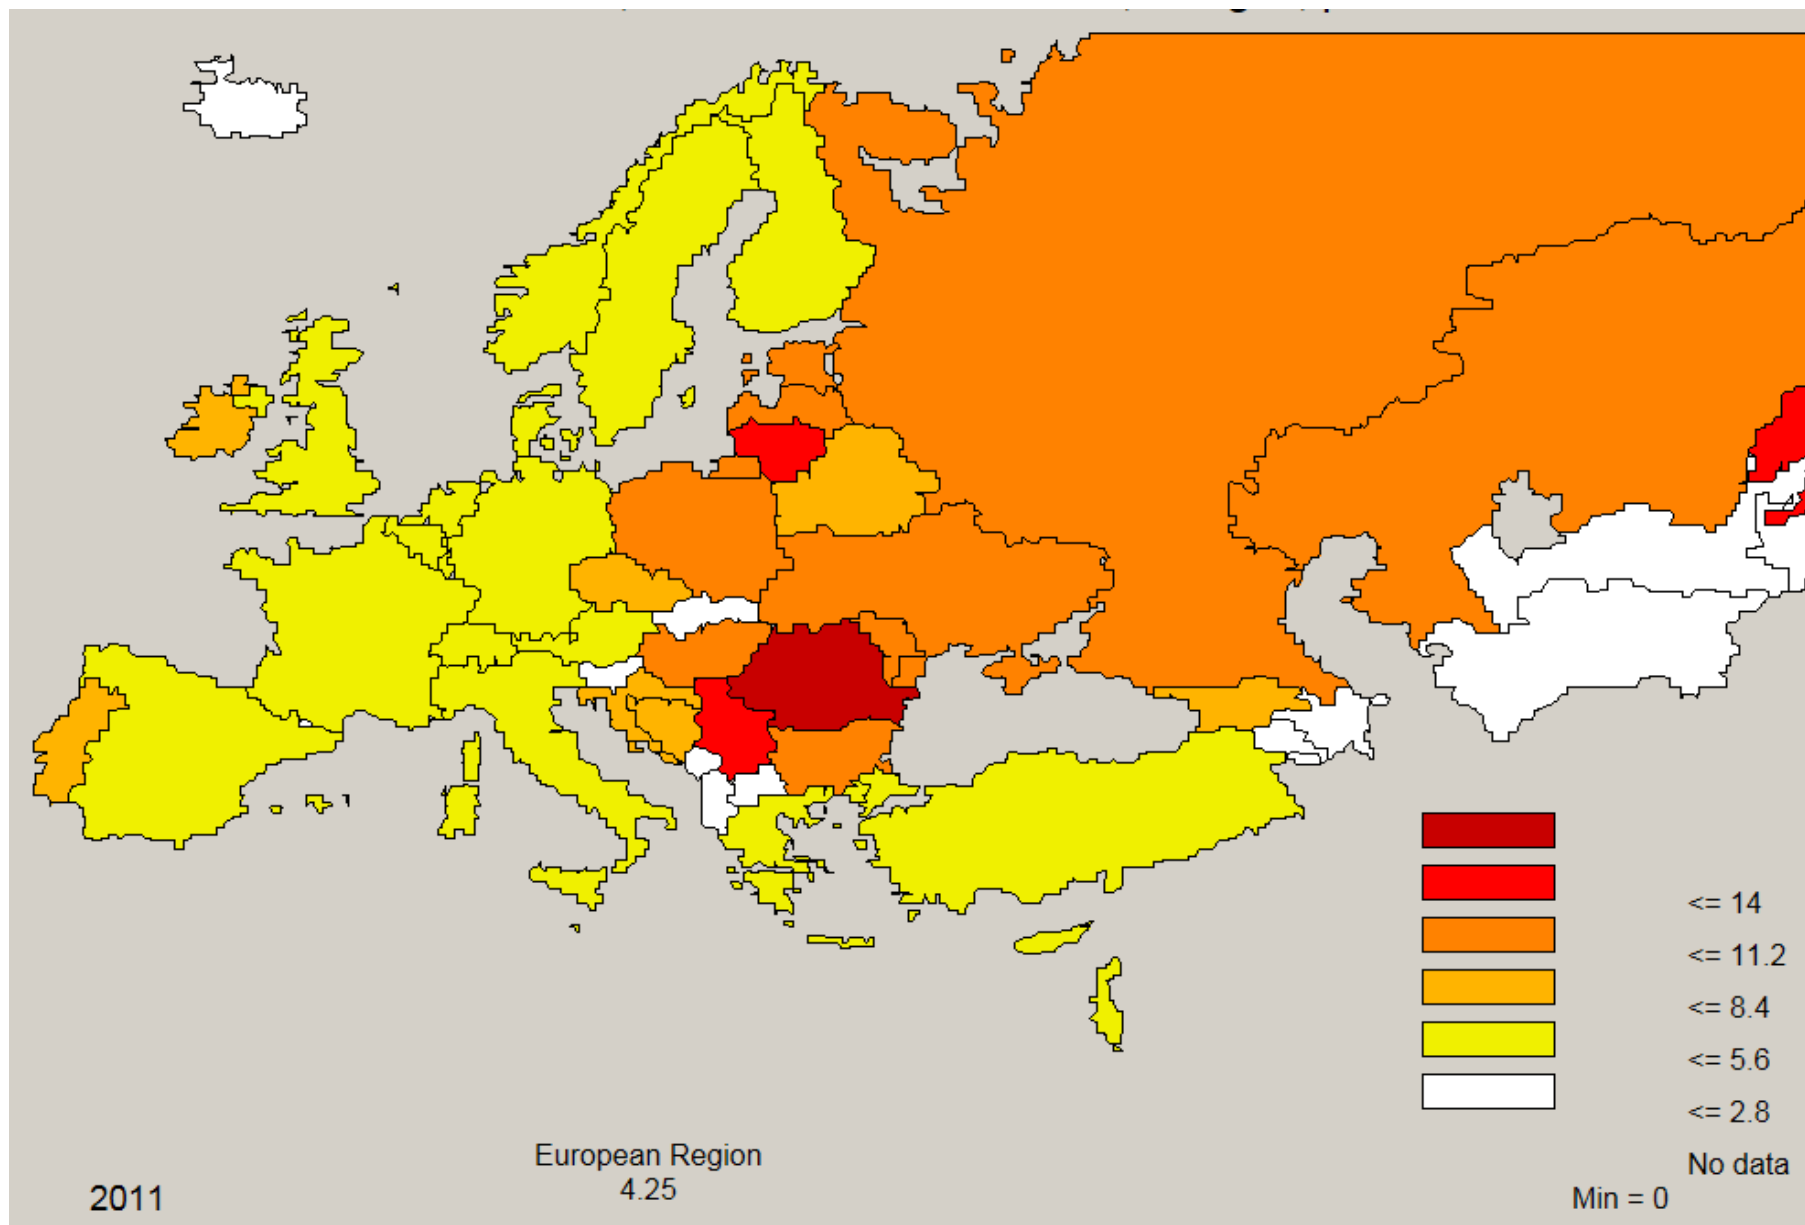 <= 14
<= 11.2
<= 8.4
<= 5.6
<= 2.8
No data
European Region
4.25
2011
Min = 0